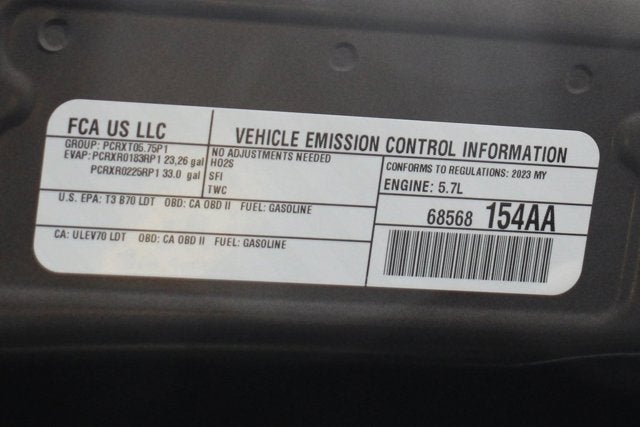 FCA US LLC
VEHICLE EMISSION CONTROL INFORMATION
GROUP: PCRXT05.75P1
EVAP: PCRXR0183RP1 23,26 gal
PCRXR0225RP1 33.0 gal
NO ADJUSTMENTS NEEDED
HO2S
SFI
TWC
CONFORMS TO REGULATIONS: 2023 MY
ENGINE: 5.7L
U.S. EPA: T3 B70 LDT OBD: CA OBD II FUEL: GASOLINE
CA: ULEV70 LDT OBD: CA OBD II FUEL: GASOLINE
68568 154AA